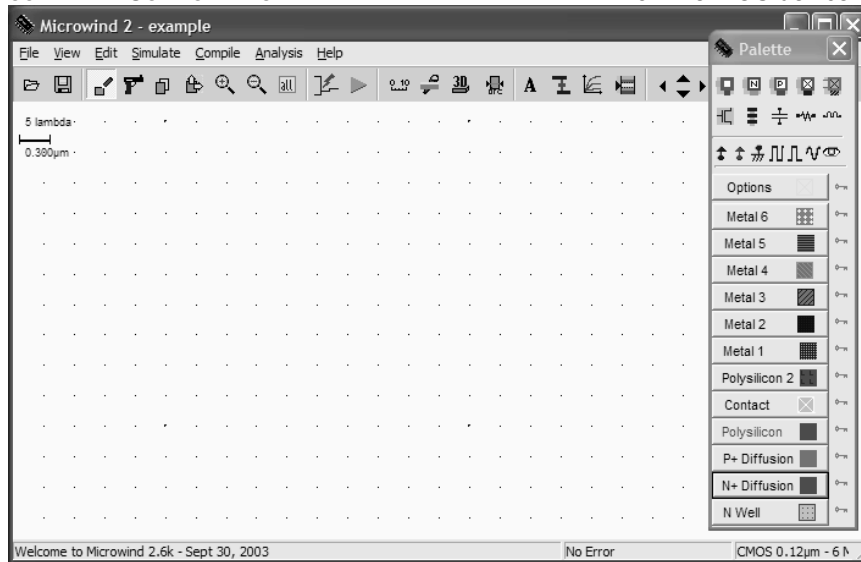 Microwind 2 - example
File View Edit Simulate Compile Analysis Help
Palette
5 lambda
0.300µm
Options
Metal 6
Metal 5
Metal 4
Metal 3
Metal 2
Metal 1
Polysilicon 2
Contact
Polysilicon
P+ Diffusion
N+ Diffusion
N Well
Welcome to Microwind 2.6k - Sept 30, 2003
No Error
CMOS 0.12µm - 6 M